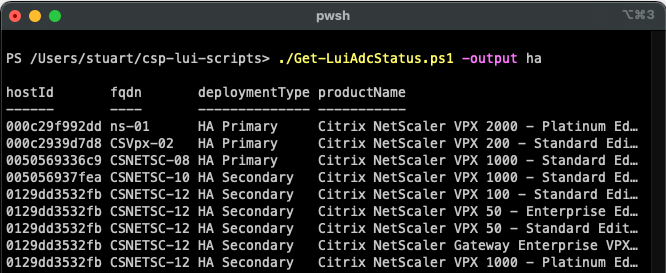 pwsh
⌥⌘3
PS /Users/stuart/csp-lui-scripts> ./Get-LuiAdcStatus.ps1 -output ha
hostId fqdn deploymentType productName
------ ---- -------------- -----------
000c29f992dd ns-01 HA Primary Citrix NetScaler VPX 2000 - Platinum Ed…
000c2939d7d8 CSVpx-02 HA Primary Citrix NetScaler VPX 200 - Standard Edi…
0050569336c9 CSNETSC-08 HA Primary Citrix NetScaler VPX 1000 - Standard Ed…
005056937fea CSNETSC-10 HA Secondary Citrix NetScaler VPX 1000 - Standard Ed…
0129dd3532fb CSNETSC-12 HA Secondary Citrix NetScaler VPX 100 - Standard Edi…
0129dd3532fb CSNETSC-12 HA Secondary Citrix NetScaler VPX 50 - Enterprise Ed…
0129dd3532fb CSNETSC-12 HA Secondary Citrix NetScaler VPX 50 - Standard Edit…
0129dd3532fb CSNETSC-12 HA Secondary Citrix NetScaler Gateway Enterprise VPX…
0129dd3532fb CSNETSC-12 HA Secondary Citrix NetScaler VPX 1000 - Platinum Ed…